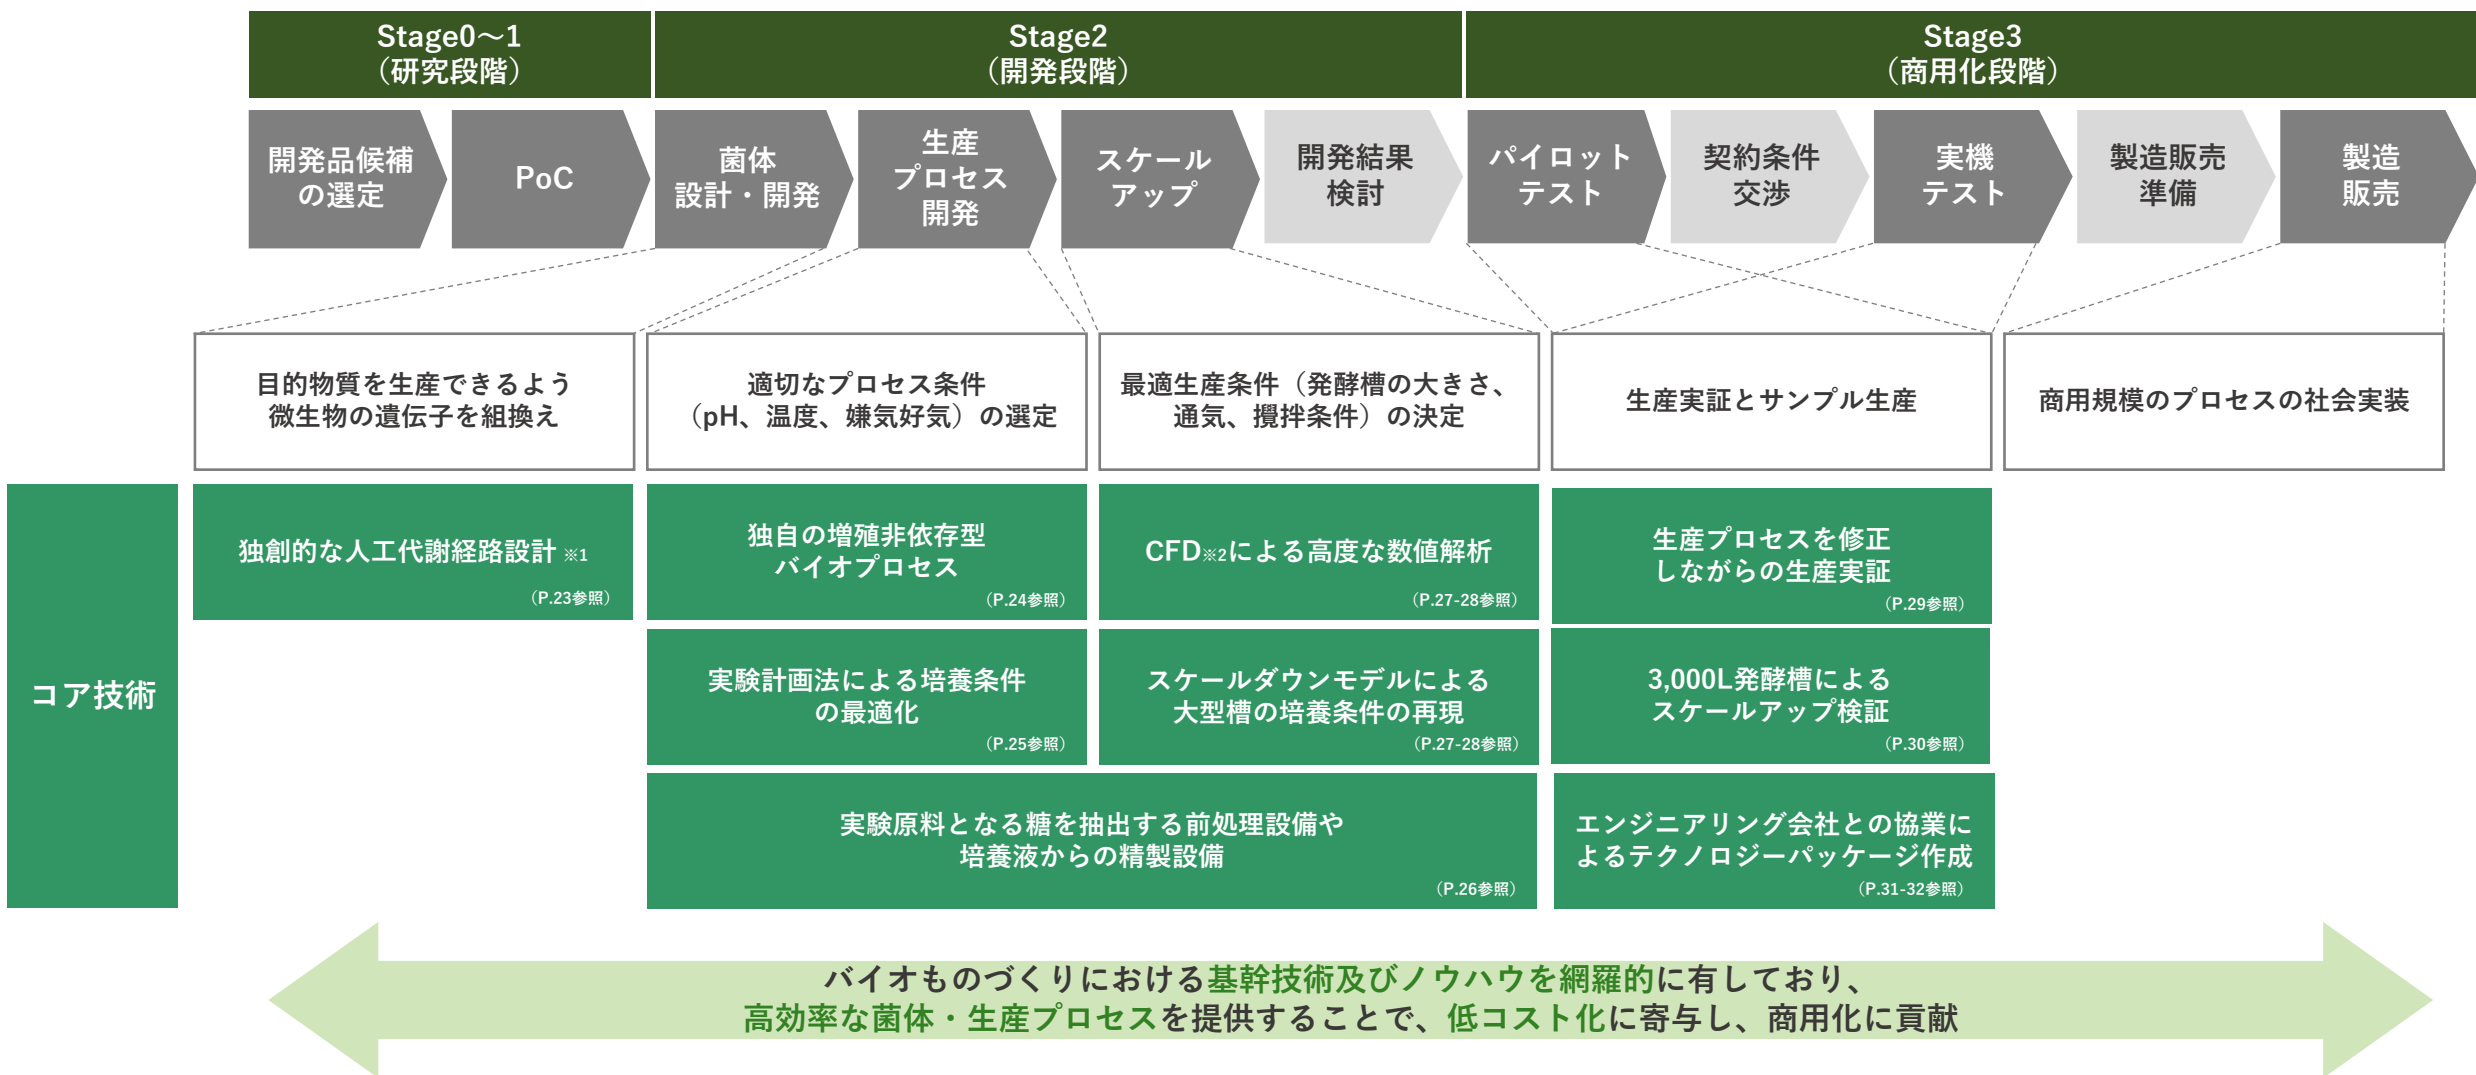 Stage0～1
（研究段階）
Stage2
（開発段階）
Stage3
（商用化段階）
開発品候補
の選定
PoC
菌体
設計・開発
生産
プロセス
開発
スケール
アップ
開発結果
検討
パイロット
テスト
契約条件
交渉
実機
テスト
製造販売
準備
製造
販売
目的物質を生産できるよう
微生物の遺伝子を組換え
適切なプロセス条件
（pH、温度、嫌気好気）の選定
最適生産条件（発酵槽の大きさ、
通気、攪拌条件）の決定
生産実証とサンプル生産
商用規模のプロセスの社会実装
コア技術
独創的な人工代謝経路設計 ※1
（P.23参照）
独自の増殖非依存型
バイオプロセス
（P.24参照）
CFD※2による高度な数値解析
（P.27-28参照）
生産プロセスを修正
しながらの生産実証
（P.29参照）
実験計画法による培養条件
の最適化
（P.25参照）
スケールダウンモデルによる
大型槽の培養条件の再現
（P.27-28参照）
3,000L発酵槽による
スケールアップ検証
（P.30参照）
実験原料となる糖を抽出する前処理設備や
培養液からの精製設備
（P.26参照）
エンジニアリング会社との協業に
よるテクノロジーパッケージ作成
（P.31-32参照）
バイオものづくりにおける基幹技術及びノウハウを網羅的に有しており、
高効率な菌体・生産プロセスを提供することで、低コスト化に寄与し、商用化に貢献